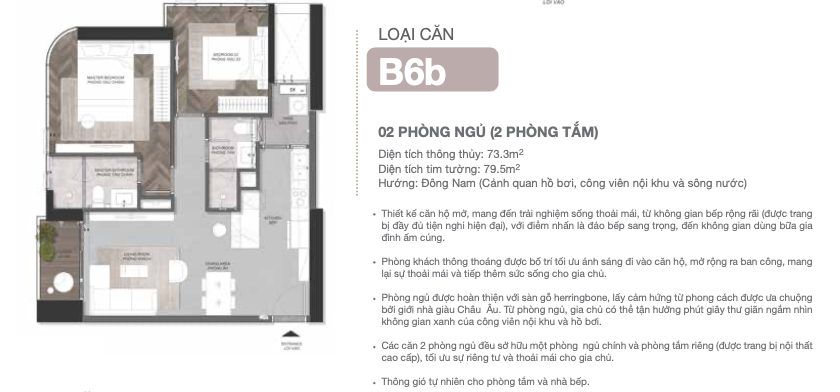 LỐI VÀO
LOẠI CĂN
B6b
02 PHÒNG NGỦ (2 PHÒNG TẮM)
Diện tích thông thủy: 73.3m2
Diện tích tim tường: 79.5m2
Hướng: Đông Nam (Cảnh quan hồ bơi, công viên nội khu và sông nước)
• Thiết kế căn hộ mở, mang đến trải nghiệm sống thoải mái, từ không gian bếp rộng rãi (được trang
bị đầy đủ tiện nghi hiện đại), với điểm nhấn là đảo bếp sang trọng, đến không gian dùng bữa gia
đình ấm cúng.
• Phòng khách thông thoáng được bố trí tối ưu ánh sáng đi vào căn hộ, mở rộng ra ban công, mang
lại sự thoải mái và tiếp thêm sức sống cho gia chủ.
• Phòng ngủ được hoàn thiện với sàn gỗ herringbone, lấy cảm hứng từ phong cách được ưa chuộng
bởi giới nhà giàu Châu Âu. Từ phòng ngủ, gia chủ có thể tận hưởng phút giây thư giãn ngắm nhìn
không gian xanh của công viên nội khu và hồ bơi.
• Các căn 2 phòng ngủ đều sở hữu một phòng ngủ chính và phòng tắm riêng (được trang bị nội thất
cao cấp), tối ưu sự riêng tư và thoải mái cho gia chủ.
• Thông gió tự nhiên cho phòng tắm và nhà bếp.
MASTER BEDROOM
PHÒNG NGỦ CHÍNH
BEDROOM 02
PHÒNG NGỦ 02
MASTER BATHROOM
PHÒNG TẮM CHÍNH
BATHROOM
PHÒNG TẮM
KITCHEN
BẾP
LIVING ROOM
PHÒNG KHÁCH
DINING AREA
PHÒNG ĂN
ENTRANCE
LỐI VÀO